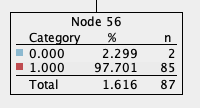 Node 56
Category % n
0.000 2.299 2
1.000 97.701 85
Total 1.616 87